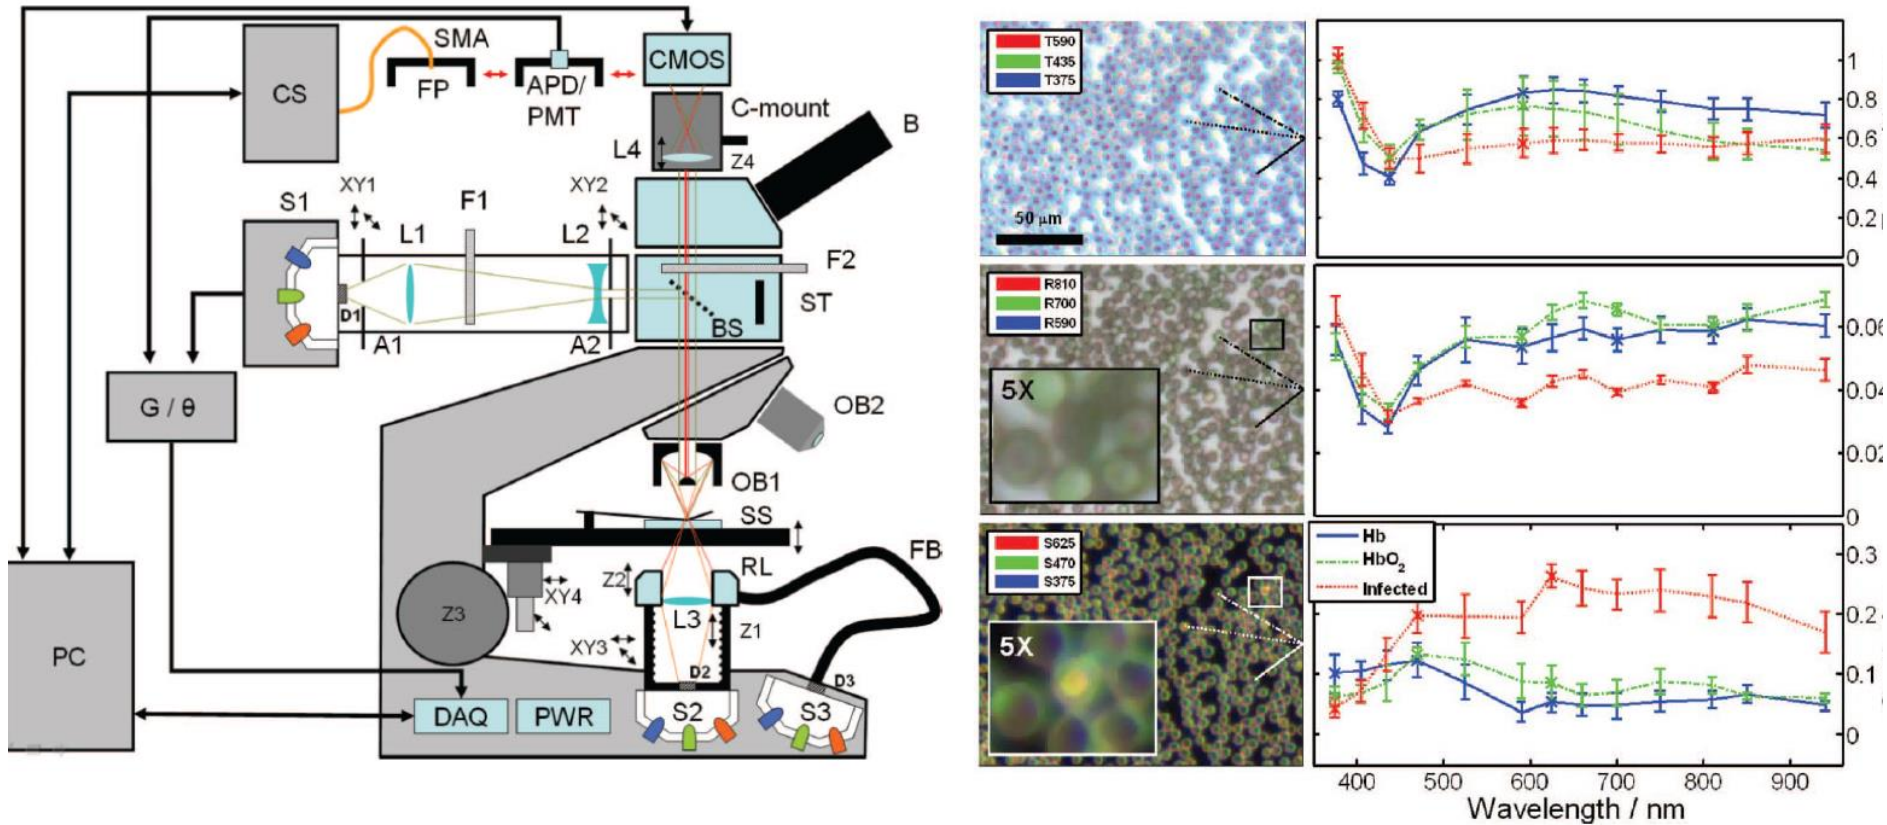 CS
SMA
FP
APD/
PMT
CMOS
C-mount
L4
Z4
B
XY1
XY2
S1
L1
F1
L2
F2
ST
D1
BS
A1
A2
G / θ
OB2
OB1
SS
FB
Z2
RL
XY4
Z3
L3
Z1
XY3
D2
D3
PC
DAQ
PWR
S2
S3
T590
T435
T375
50 µm
1
0.8
0.6
0.4
0.2
0
R810
R700
R590
5X
0.06
0.04
0.02
0
S625
S470
S375
5X
Hb
HbO₂
Infected
0.3
0.2
0.1
0
400 500 600 700 800 900
Wavelength / nm